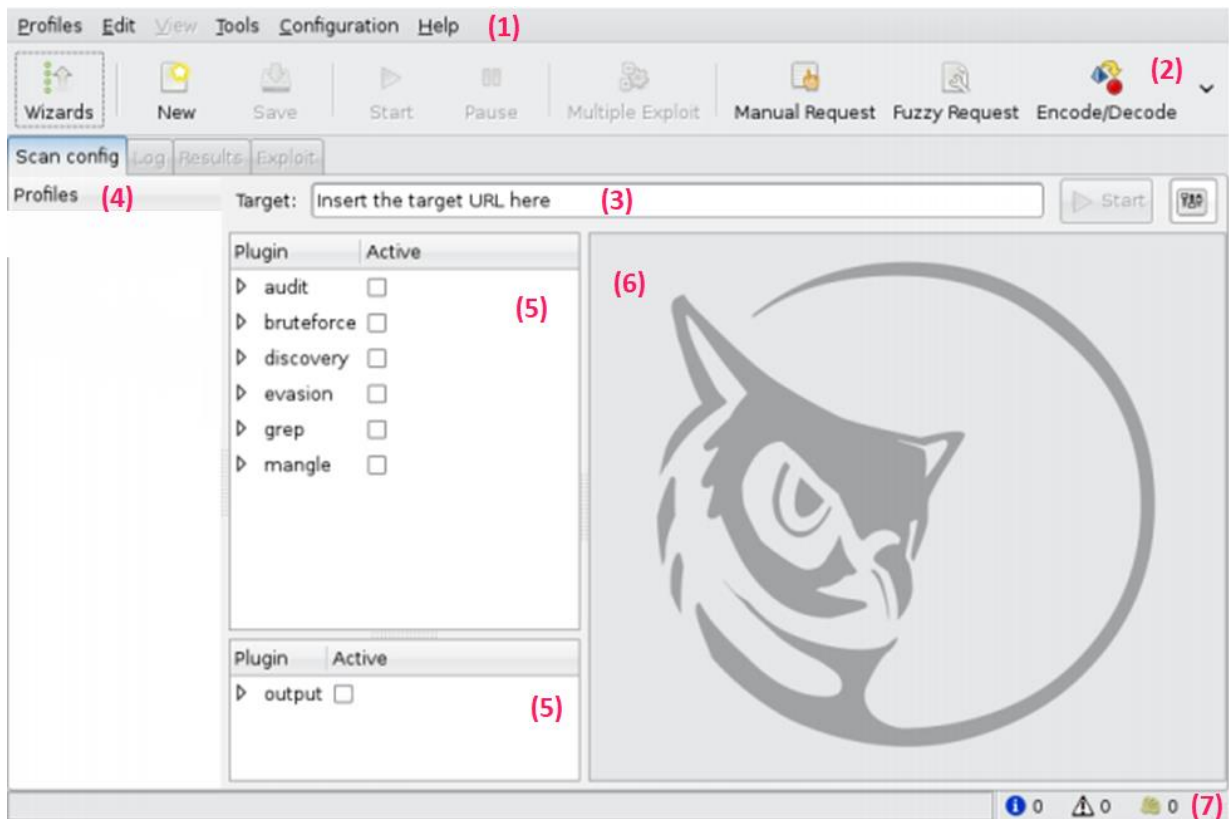 Profiles Edit View Tools Configuration Help (1)
Wizards New Save Start Pause Multiple Exploit Manual Request Fuzzy Request Encode/Decode (2)
Scan config Log Results Exploit
Profiles (4)
Target: Insert the target URL here (3) Start
Plugin Active
audit
bruteforce
discovery
evasion
grep
mangle
(5)
(6)
Plugin Active
output
(5)
0 0 0 (7)